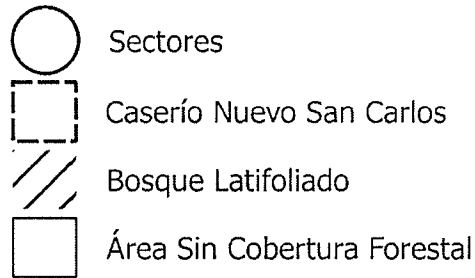 Sectores
Caserío Nuevo San Carlos
Bosque Latifoliado
Área Sin Cobertura Forestal